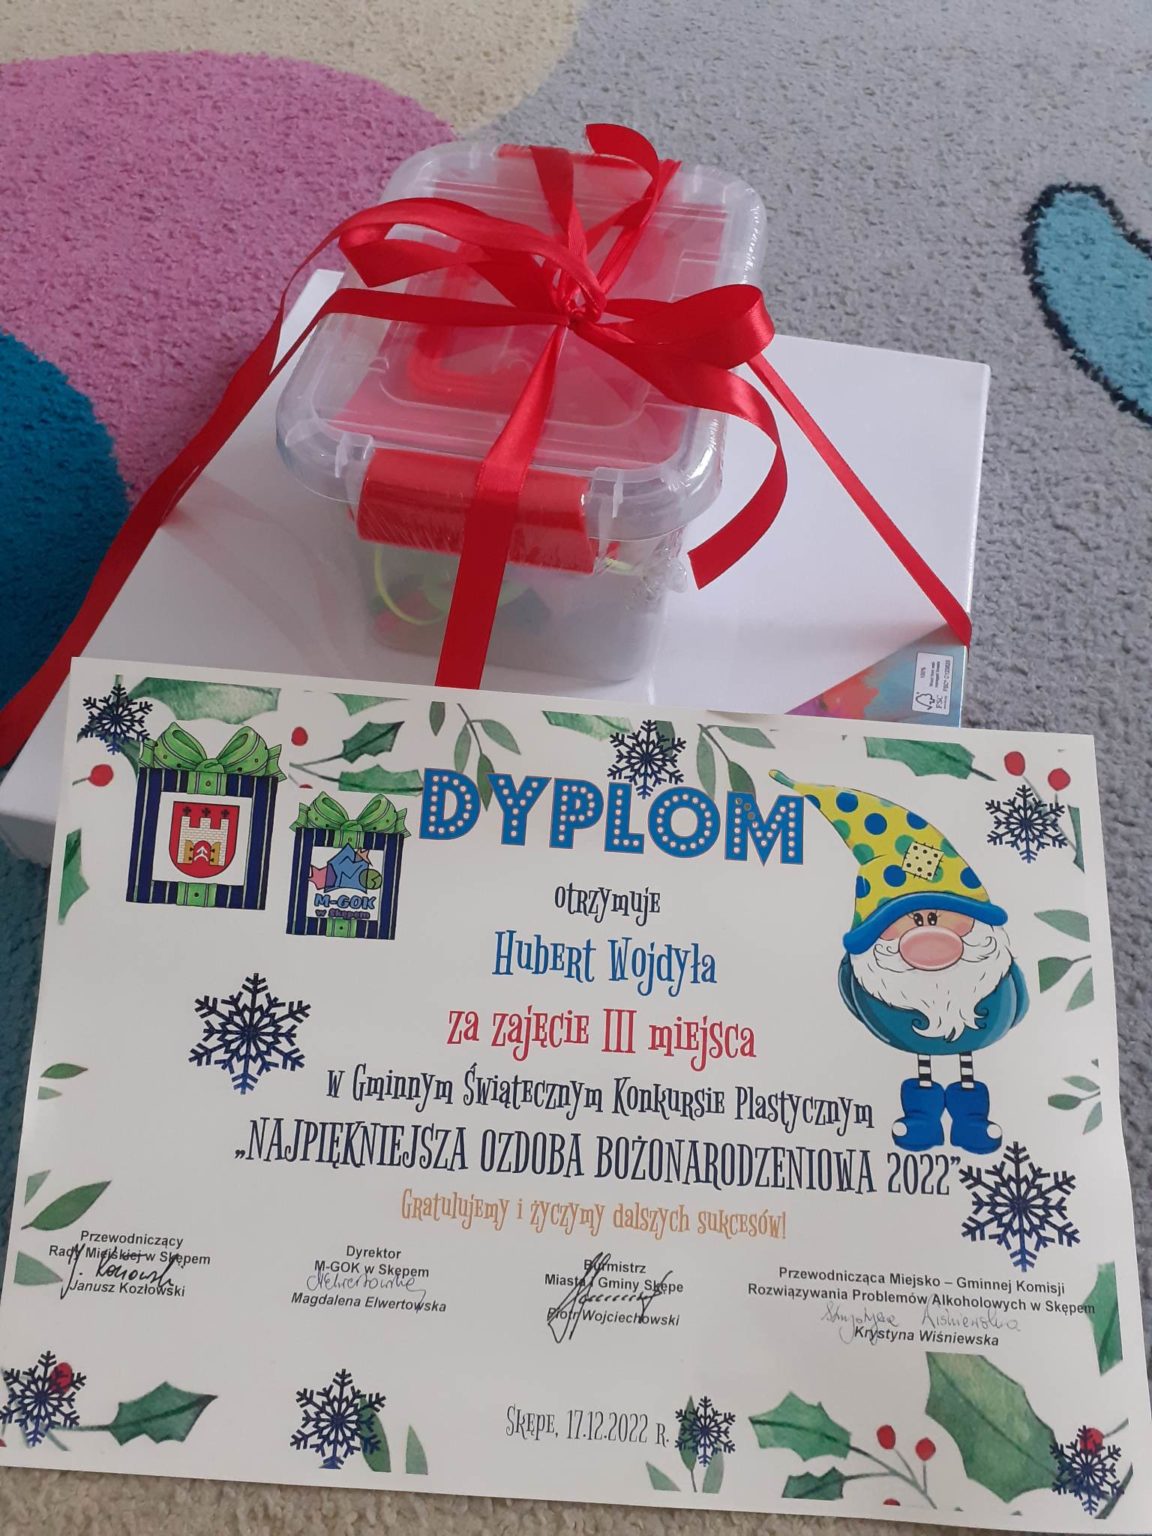 DYPLOM
otrzymuje
Hubert Wojdyła
za zajęcie III miejsca
w Gminnym Świątecznym Konkursie Plastycznym
„NAJPIĘKNIEJSZA OZDOBA BOŻONARODZENIOWA 2022”
Gratulujemy i życzymy dalszych sukcesów!
M-GOK
w Skępem
Przewodniczący
Rady Miejskiej w Skępem
Janusz Kozłowski
Dyrektor
M-GOK w Skępem
Magdalena Elwertowska
Burmistrz
Miasta i Gminy Skępe
Piotr Wojciechowski
Przewodnicząca Miejsko – Gminnej Komisji
Rozwiązywania Problemów Alkoholowych w Skępem
Krystyna Wiśniewska
Skępe, 17.12.2022 r.
FSC